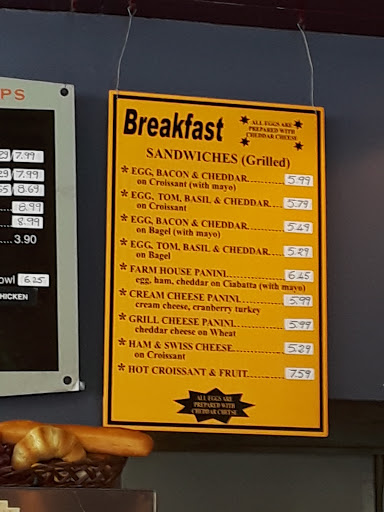 PS
29 7.99
29 7.99
55 8.69
8.99
8.99
3.90
owl 6.25
HICKEN
Breakfast
ALL EGGS ARE
PREPARED WITH
CHEDDAR CHEESE
SANDWICHES (Grilled)
* EGG, BACON & CHEDDAR 5.99
on Croissant (with mayo)
* EGG, TOM, BASIL & CHEDDAR 5.79
on Croissant
* EGG, BACON & CHEDDAR 5.49
on Bagel (with mayo)
* EGG, TOM, BASIL & CHEDDAR 5.29
on Bagel
* FARM HOUSE PANINI 6.45
egg, ham, cheddar on Ciabatta (with mayo)
* CREAM CHEESE PANINI 5.99
cream cheese, cranberry turkey
* GRILL CHEESE PANINI 5.99
cheddar cheese on Wheat
* HAM & SWISS CHEESE 5.29
on Croissant
* HOT CROISSANT & FRUIT 7.59
ALL EGGS ARE
PREPARED WITH
CHEDDAR CHEESE